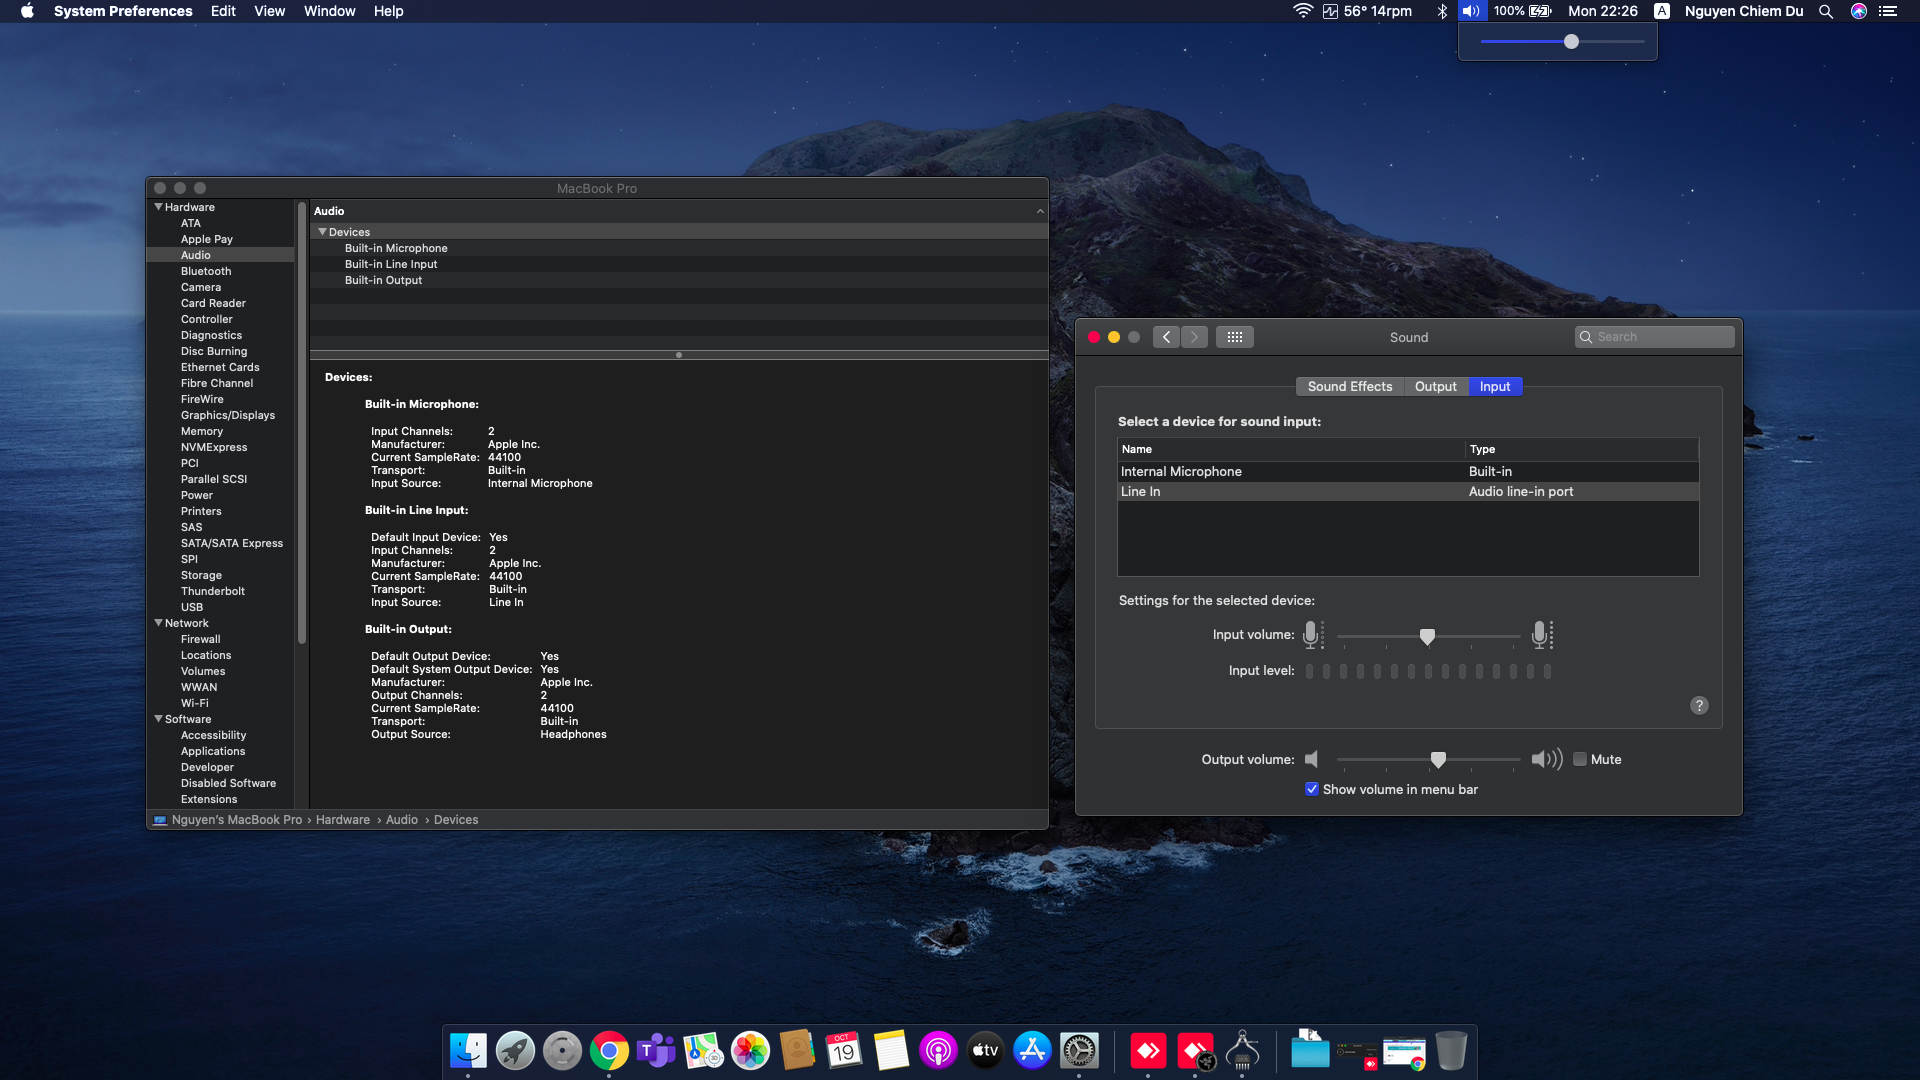 System Preferences Edit View Window Help
56° 14rpm 100% Mon 22:26 A Nguyen Chiem Du
MacBook Pro
Hardware
ATA
Apple Pay
Audio
Bluetooth
Camera
Card Reader
Controller
Diagnostics
Disc Burning
Ethernet Cards
Fibre Channel
FireWire
Graphics/Displays
Memory
NVMExpress
PCI
Parallel SCSI
Power
Printers
SAS
SATA/SATA Express
SPI
Storage
Thunderbolt
USB
Network
Firewall
Locations
Volumes
WWAN
Wi-Fi
Software
Accessibility
Applications
Developer
Disabled Software
Extensions
Audio
Devices
Built-in Microphone
Built-in Line Input
Built-in Output
Devices:
Built-in Microphone:
Input Channels: 2
Manufacturer: Apple Inc.
Current SampleRate: 44100
Transport: Built-in
Input Source: Internal Microphone
Built-in Line Input:
Default Input Device: Yes
Input Channels: 2
Manufacturer: Apple Inc.
Current SampleRate: 44100
Transport: Built-in
Input Source: Line In
Built-in Output:
Default Output Device: Yes
Default System Output Device: Yes
Manufacturer: Apple Inc.
Output Channels: 2
Current SampleRate: 44100
Transport: Built-in
Output Source: Headphones
Nguyen's MacBook Pro › Hardware › Audio › Devices
Sound
Search
Sound Effects Output Input
Select a device for sound input:
Name Type
Internal Microphone Built-in
Line In Audio line-in port
Settings for the selected device:
Input volume:
Input level:
?
Output volume: Mute
Show volume in menu bar
OCT
19
tv